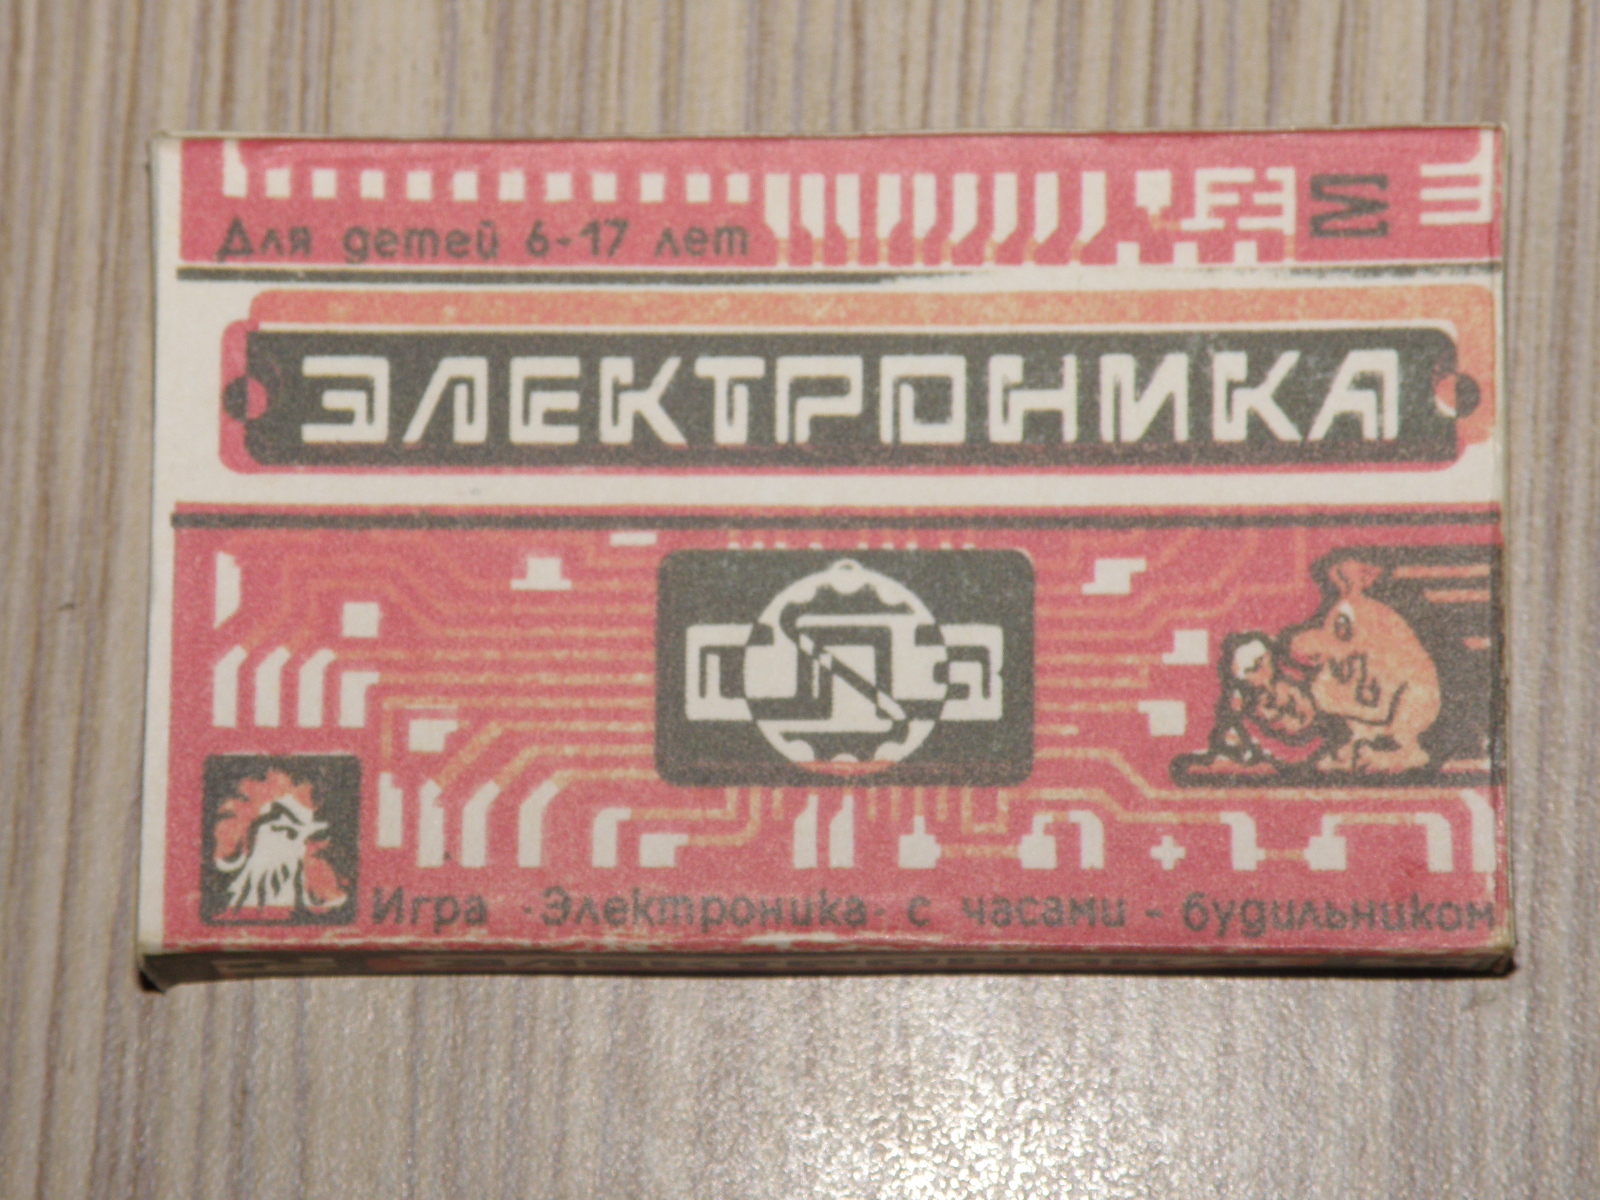 Для детей 6-17 лет
ЭЛЕКТРОНИКА
Игра «Электроника» с часами - будильником